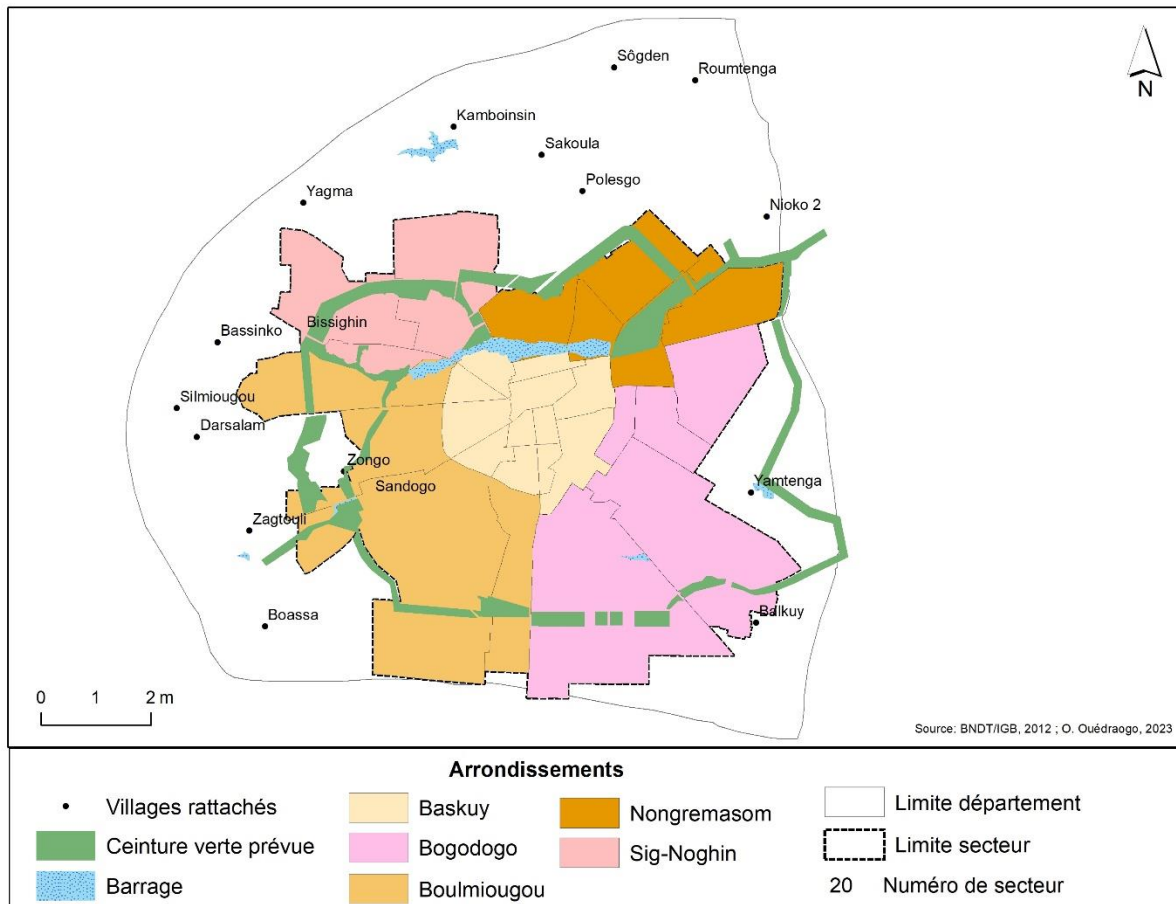 Sôgden
Roumtenga
N
Kamboinsin
Sakoula
Polesgo
Yagma
Nioko 2
Bissighin
Bassinko
Silmiougou
Darsalam
Zongo
Sandogo
Yamtenga
Zagtouli
Boassa
Balkuy
0 1 2 m
Source: BNDT/IGB, 2012 ; O. Ouédraogo, 2023
Arrondissements
Villages rattachés
Ceinture verte prévue
Barrage
Baskuy
Bogodogo
Boulmiougou
Nongremasom
Sig-Noghin
Limite département
Limite secteur
20 Numéro de secteur